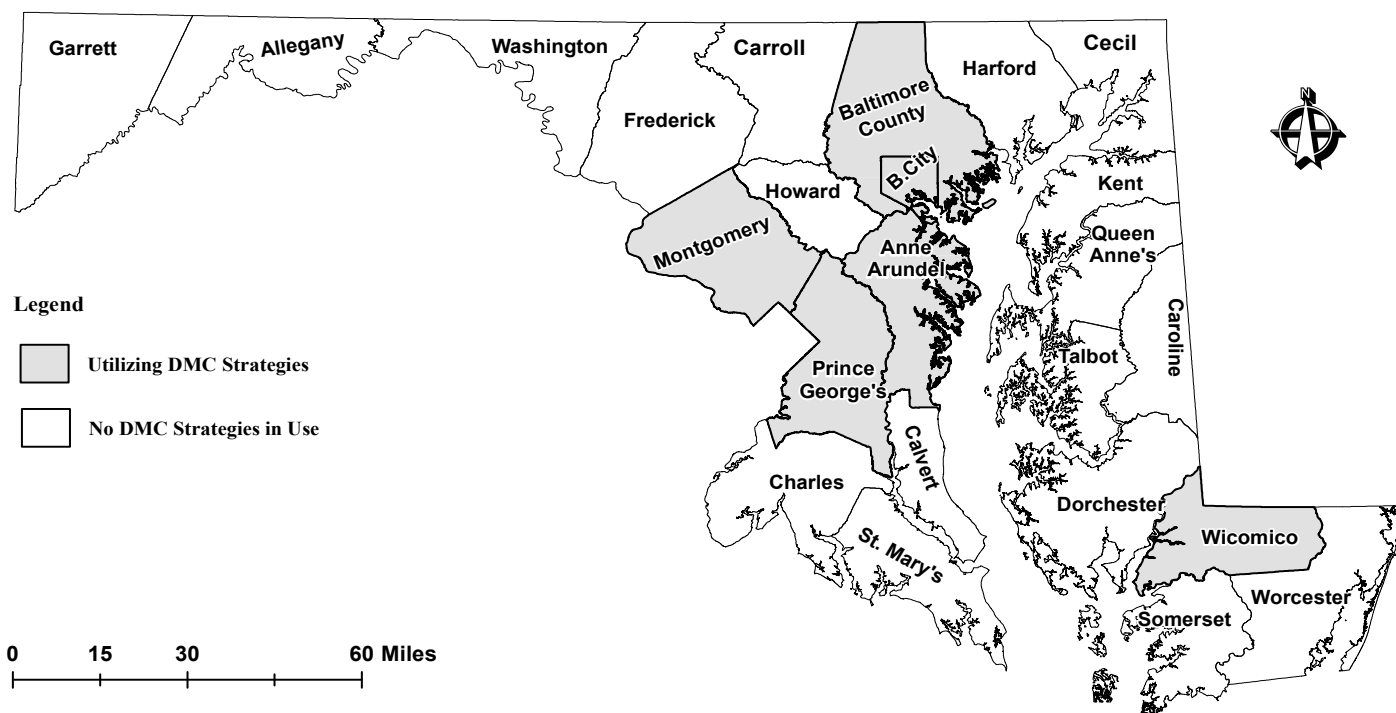 Garrett
Allegany
Washington
Frederick
Carroll
Baltimore
County
B.City
Harford
Cecil
N
Howard
Kent
Montgomery
Anne
Arundel
Queen
Anne's
Caroline
Legend
Utilizing DMC Strategies
No DMC Strategies in Use
Prince
George's
Talbot
Calvert
Charles
Dorchester
St. Mary's
Wicomico
Worcester
Somerset
0 15 30 60 Miles